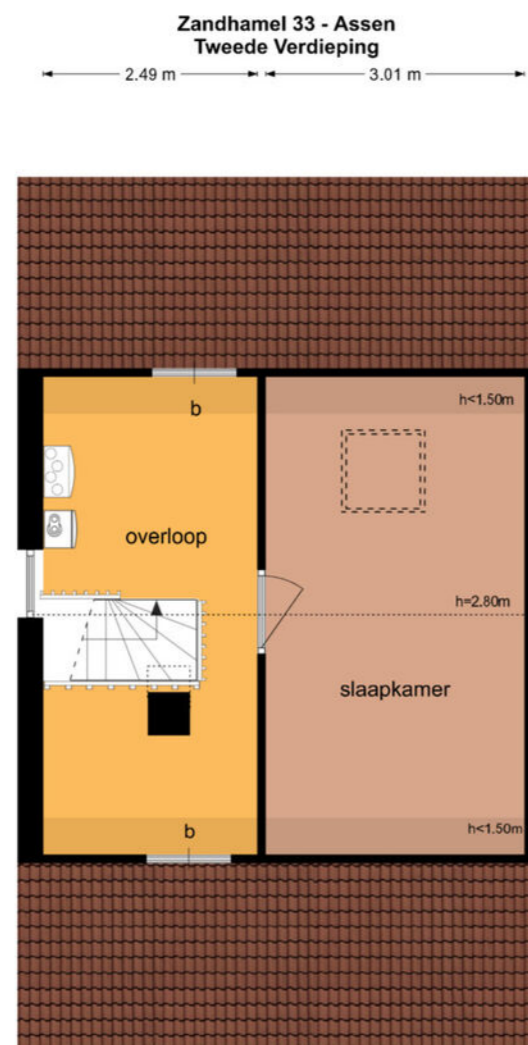 Zandhamel 33 - Assen
Tweede Verdieping
2.49 m 3.01 m
h<1.50m
b
overloop
h=2.80m
slaapkamer
h<1.50m
b